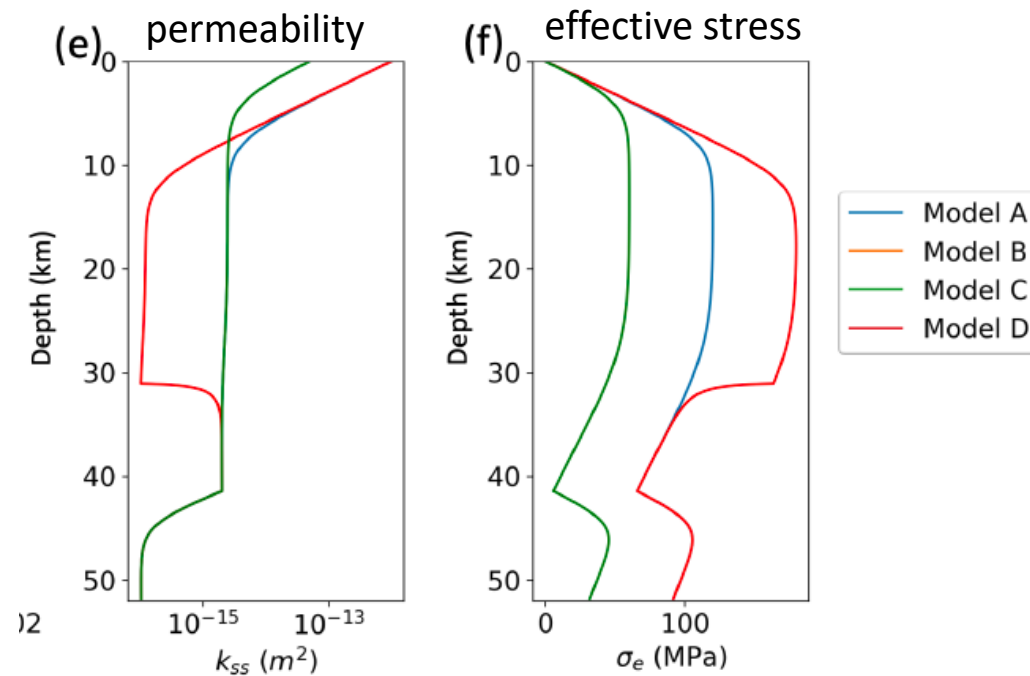 (e) permeability
0
10
20
30
40
50
Depth (km)
10⁻¹⁵ 10⁻¹³
k_ss (m²)
02
(f) effective stress
0
10
20
30
40
50
Depth (km)
0 100
σ_e (MPa)
Model A
Model B
Model C
Model D